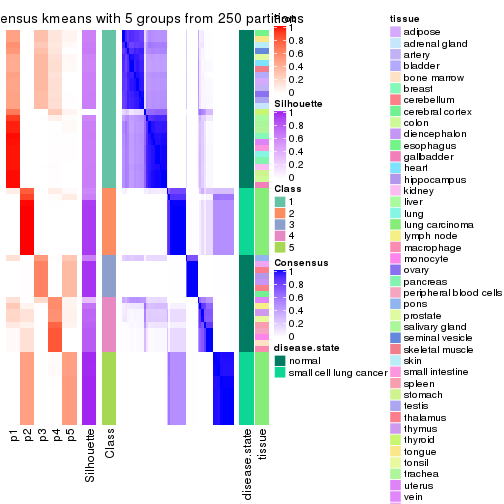 ensus kmeans with 5 groups from 250 partitions
1
0.8
0.6
0.4
0.2
0
Silhouette
1
0.8
0.6
0.4
0.2
0
Class
1
2
3
4
5
Consensus
1
0.8
0.6
0.4
0.2
0
disease.state
normal
small cell lung cancer
tissue
adipose
adrenal gland
artery
bladder
bone marrow
breast
cerebellum
cerebral cortex
colon
diencephalon
esophagus
gallbadder
heart
hippocampus
kidney
liver
lung
lung carcinoma
lymph node
macrophage
monocyte
ovary
pancreas
peripheral blood cells
pons
prostate
salivary gland
seminal vesicle
skeletal muscle
skin
small intestine
spleen
stomach
testis
thalamus
thymus
thyroid
tongue
tonsil
trachea
uterus
vein
p1
p2
p3
p4
p5
Silhouette
Class
disease.state
tissue